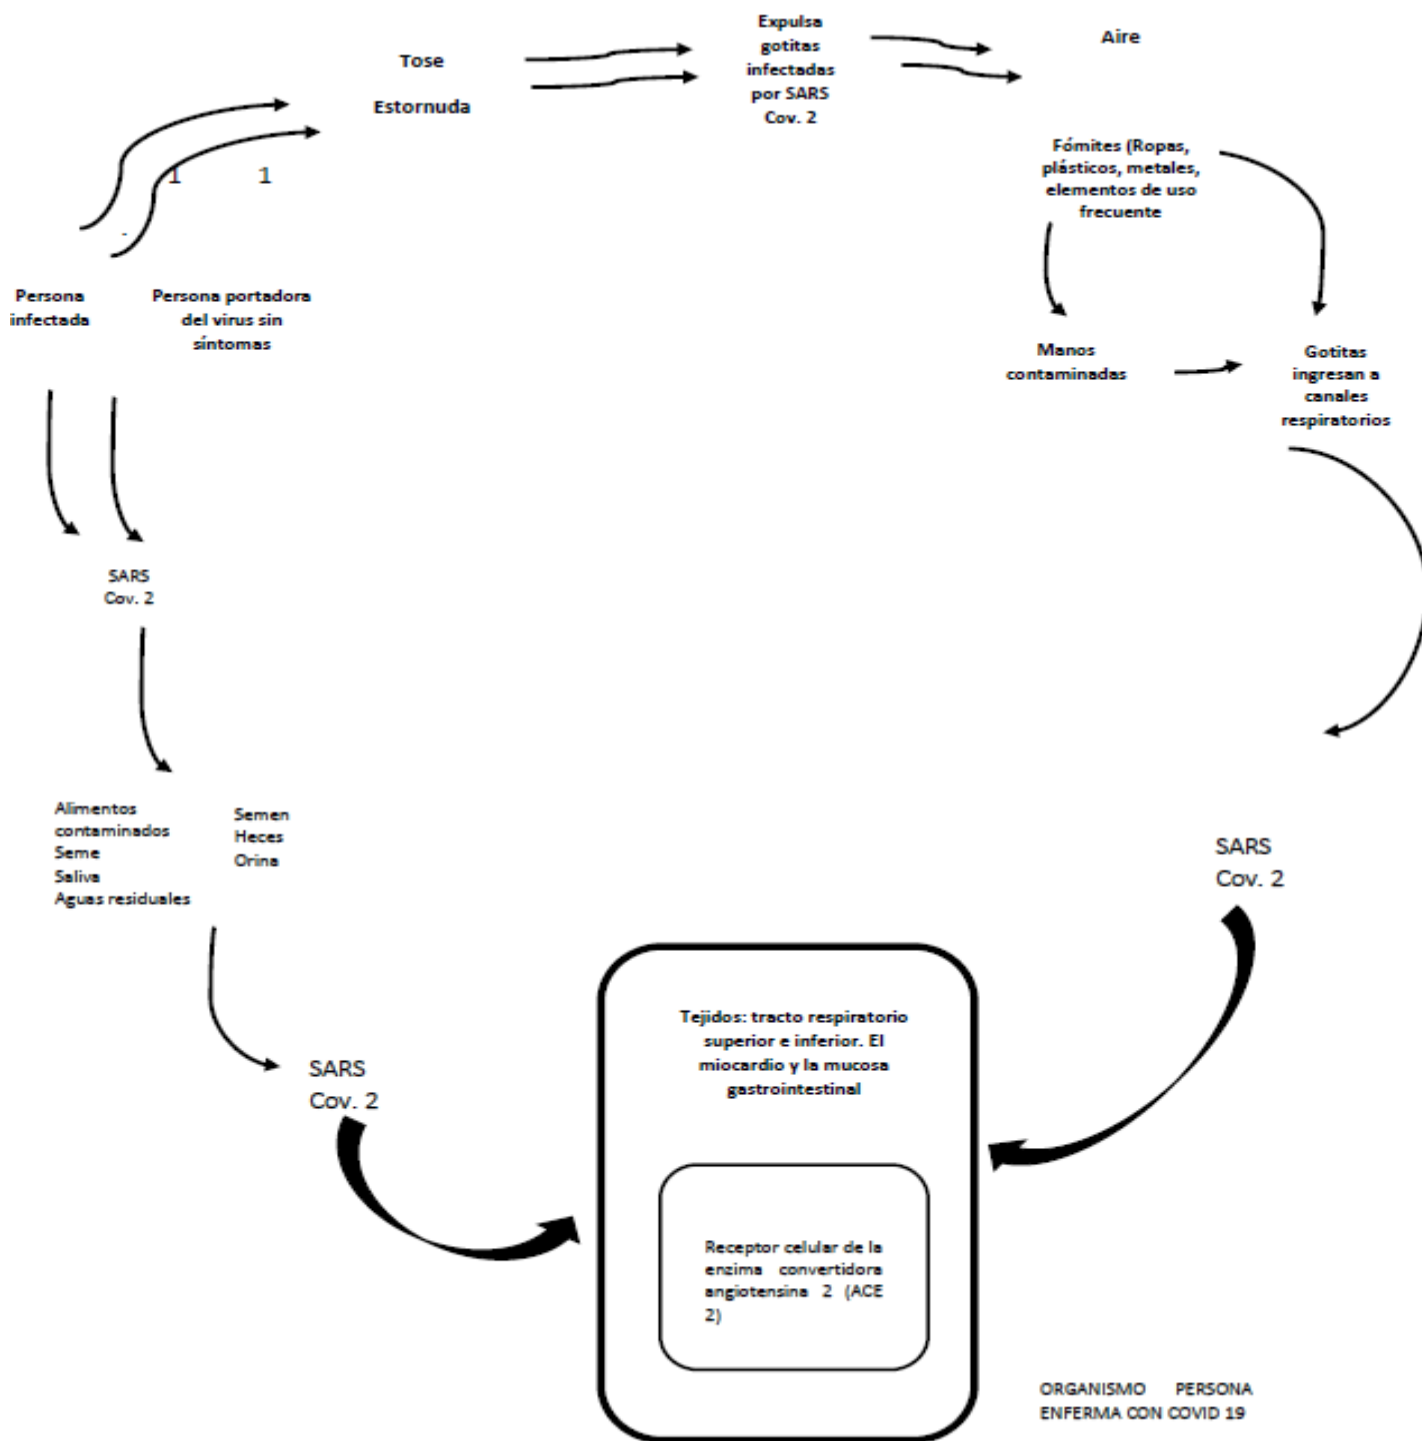 Tose
Estornuda
Expulsa
gotitas
infectadas
por SARS
Cov. 2
Aire
1 1
Fómites (Ropas,
plásticos, metales,
elementos de uso
frecuente
Persona
infectada
Persona portadora
del virus sin
síntomas
Manos
contaminadas
Gotitas
ingresan a
canales
respiratorios
SARS
Cov. 2
Alimentos
contaminados
Seme
Saliva
Aguas residuales
Semen
Heces
Orina
SARS
Cov. 2
SARS
Cov. 2
Tejidos: tracto respiratorio
superior e inferior. El
miocardio y la mucosa
gastrointestinal
Receptor celular de la
enzima convertidora
angiotensina 2 (ACE
2)
ORGANISMO PERSONA
ENFERMA CON COVID 19